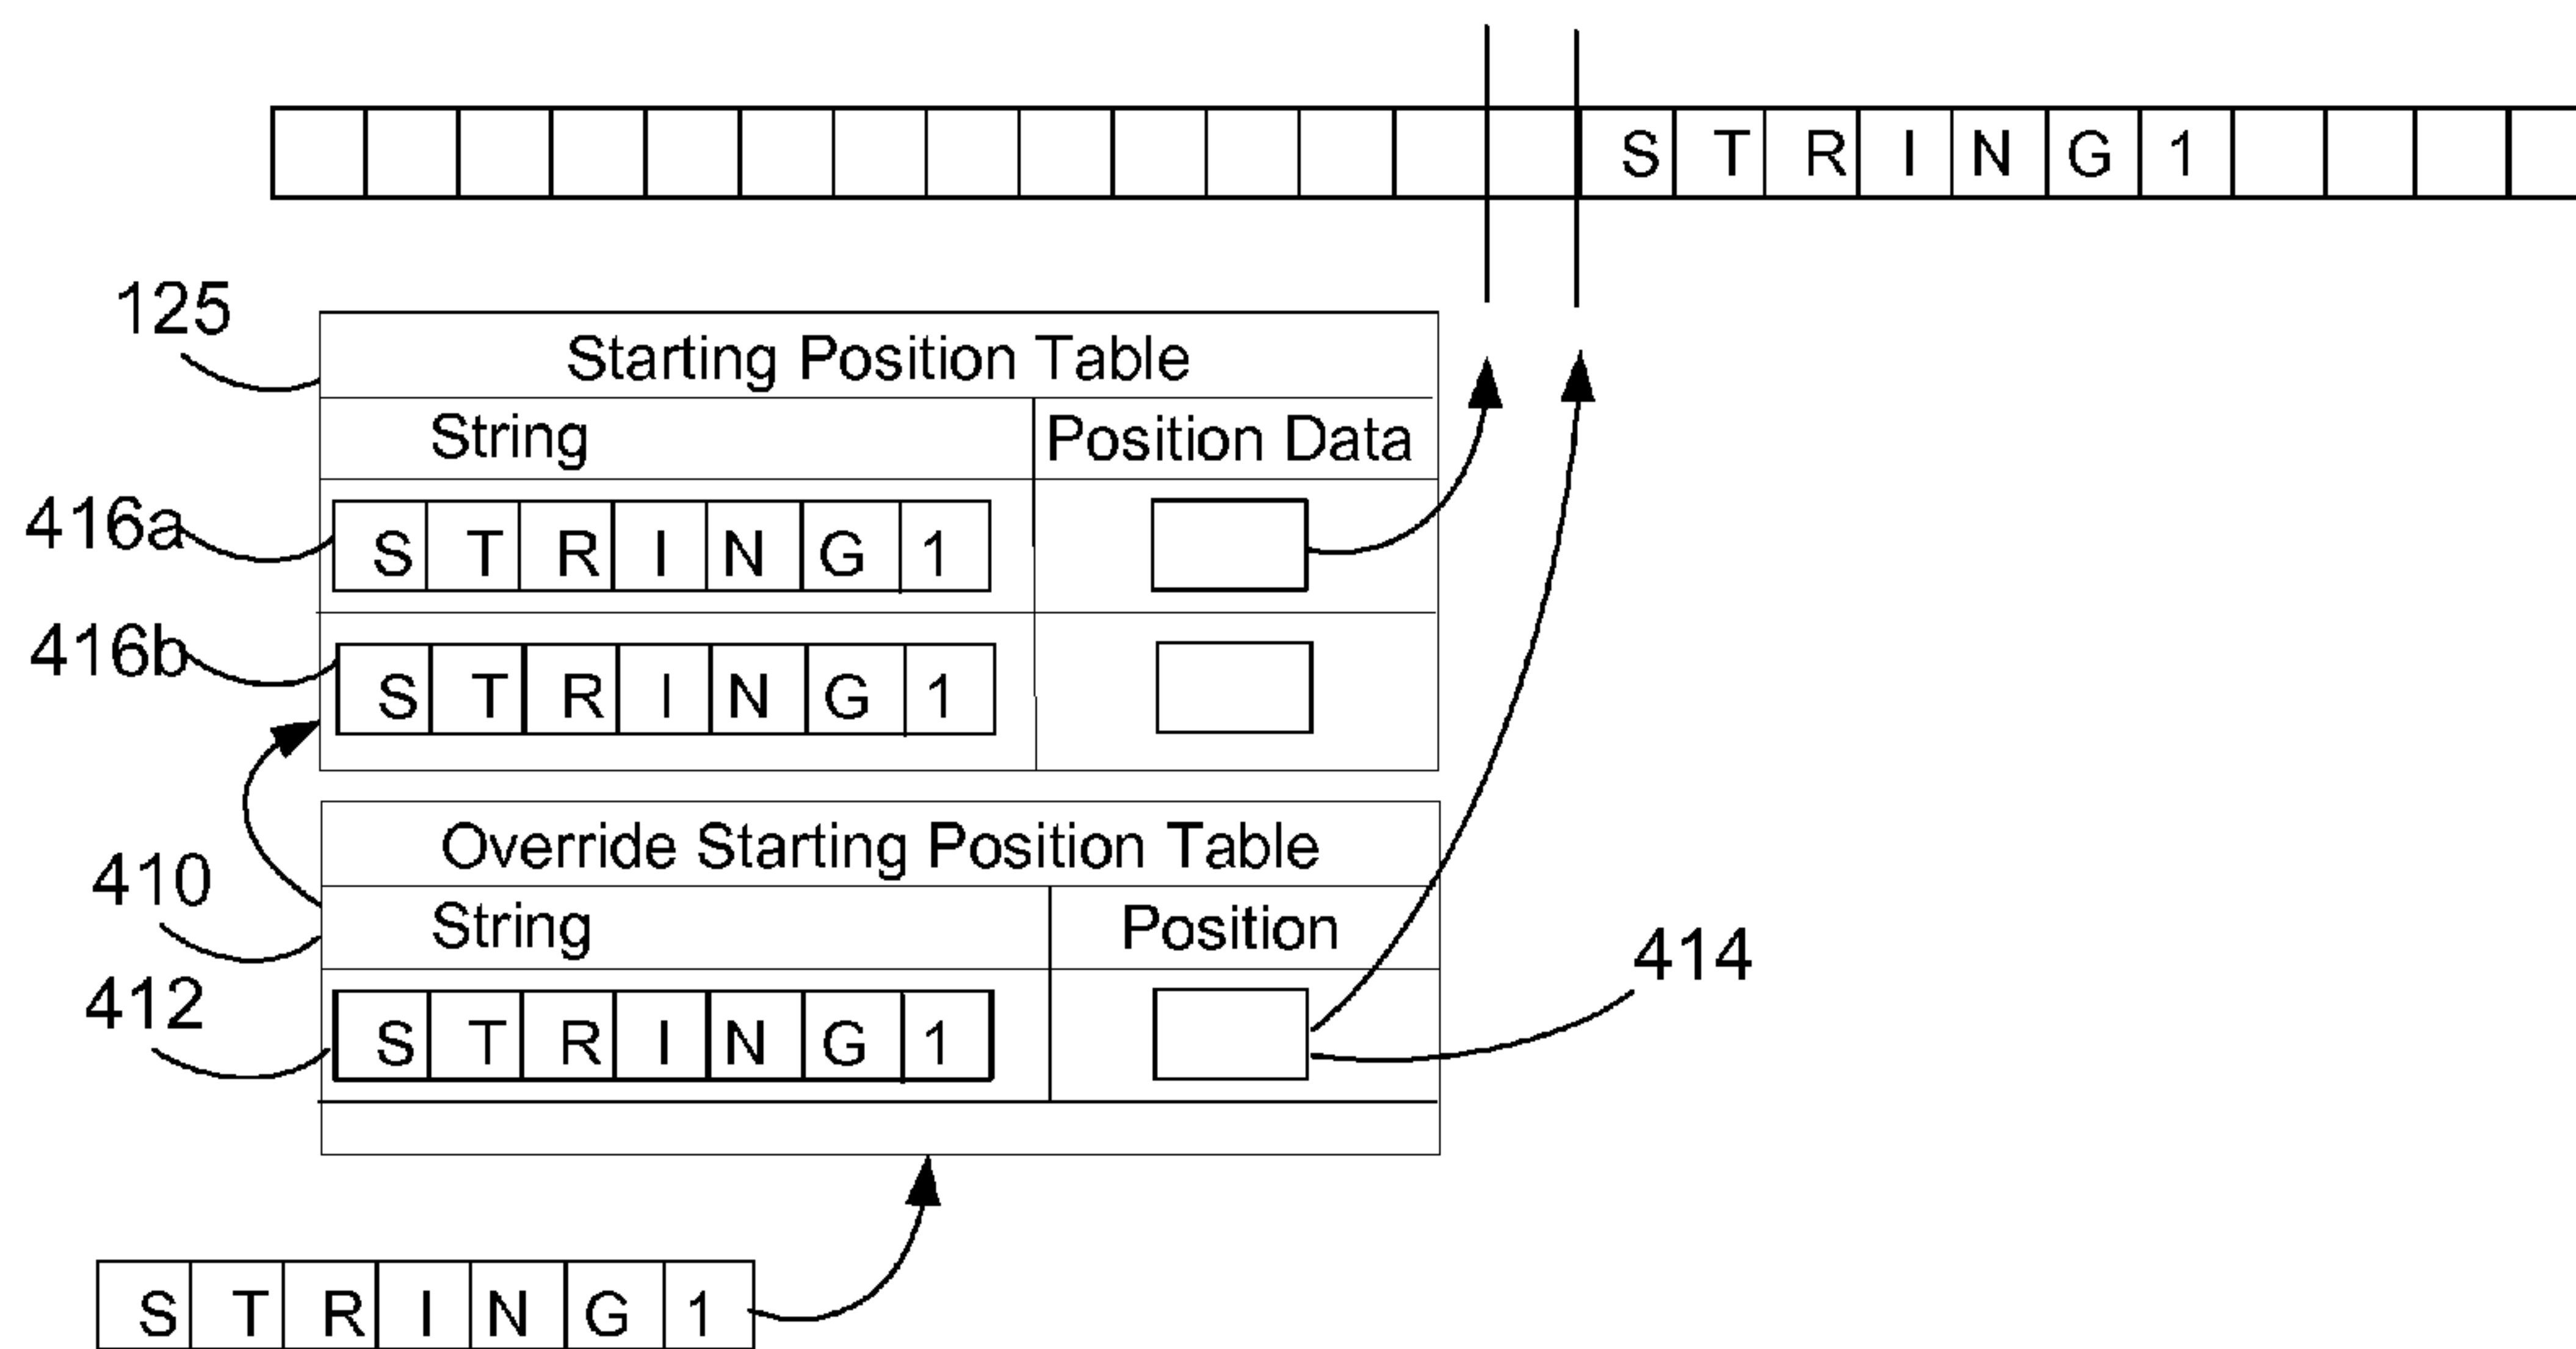 S T R I N G 1
125
Starting Position Table
String Position Data
416a S T R I N G 1
416b S T R I N G 1
Override Starting Position Table
410 String Position
414
412 S T R I N G 1
S T R I N G 1